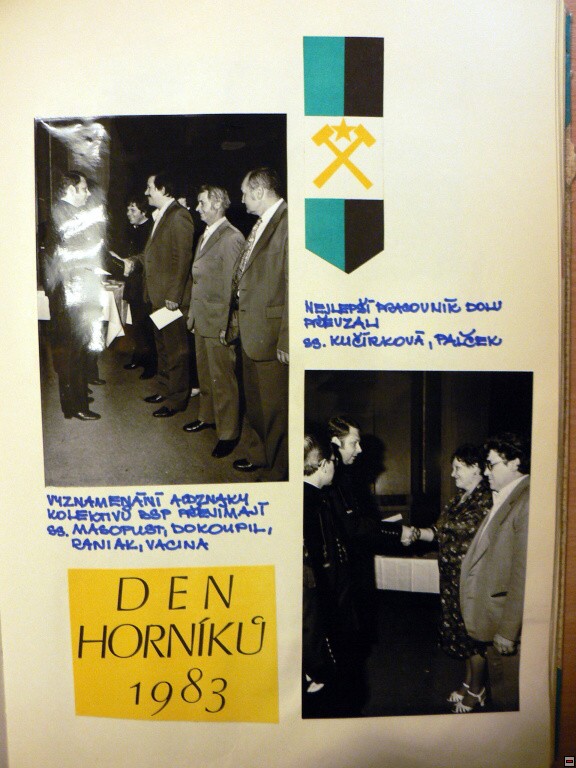 NEJLEPŠÍ PRACOVNÍK DOLU
PŘEVZALI
SS. KUČÍRKOVÁ, PALČEK
VYZNAMENÁNÍ A ODZNAKY
KOLEKTIVŮ BSP PŘEVÍMAJÍ
SS. MASOPUST, DOKOUPIL,
RANIAK, VACINA
DEN
HORNÍKŮ
1983